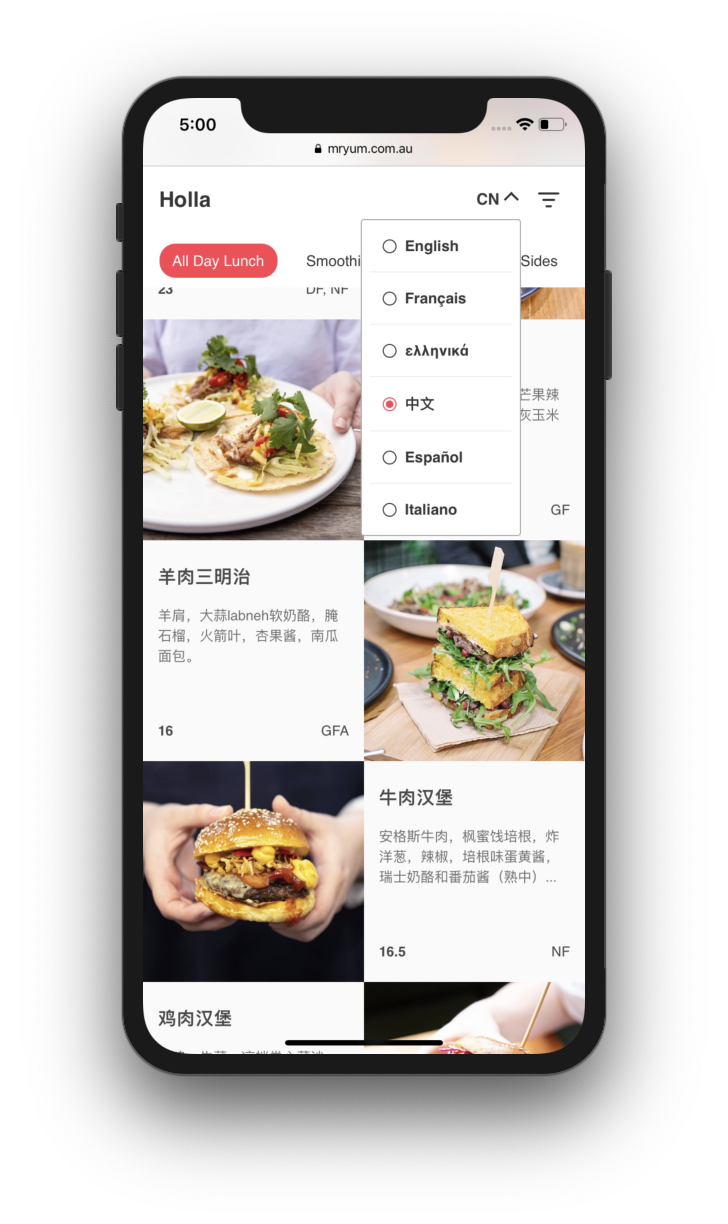 5:00
mryum.com.au
Holla
CN
English
All Day Lunch
Sides
23
DF, NF
Français
ελληνικά
芒果辣
中文
灰玉米
Español
Italiano
GF
羊肉三明治
羊肩，大蒜labneh软奶酪，腌
石榴，火箭叶，杏果酱，南瓜
面包。
16
GFA
牛肉汉堡
安格斯牛肉，枫蜜饯培根，炸
洋葱，辣椒，培根味蛋黄酱，
瑞士奶酪和番茄酱（熟中）...
16.5
NF
鸡肉汉堡